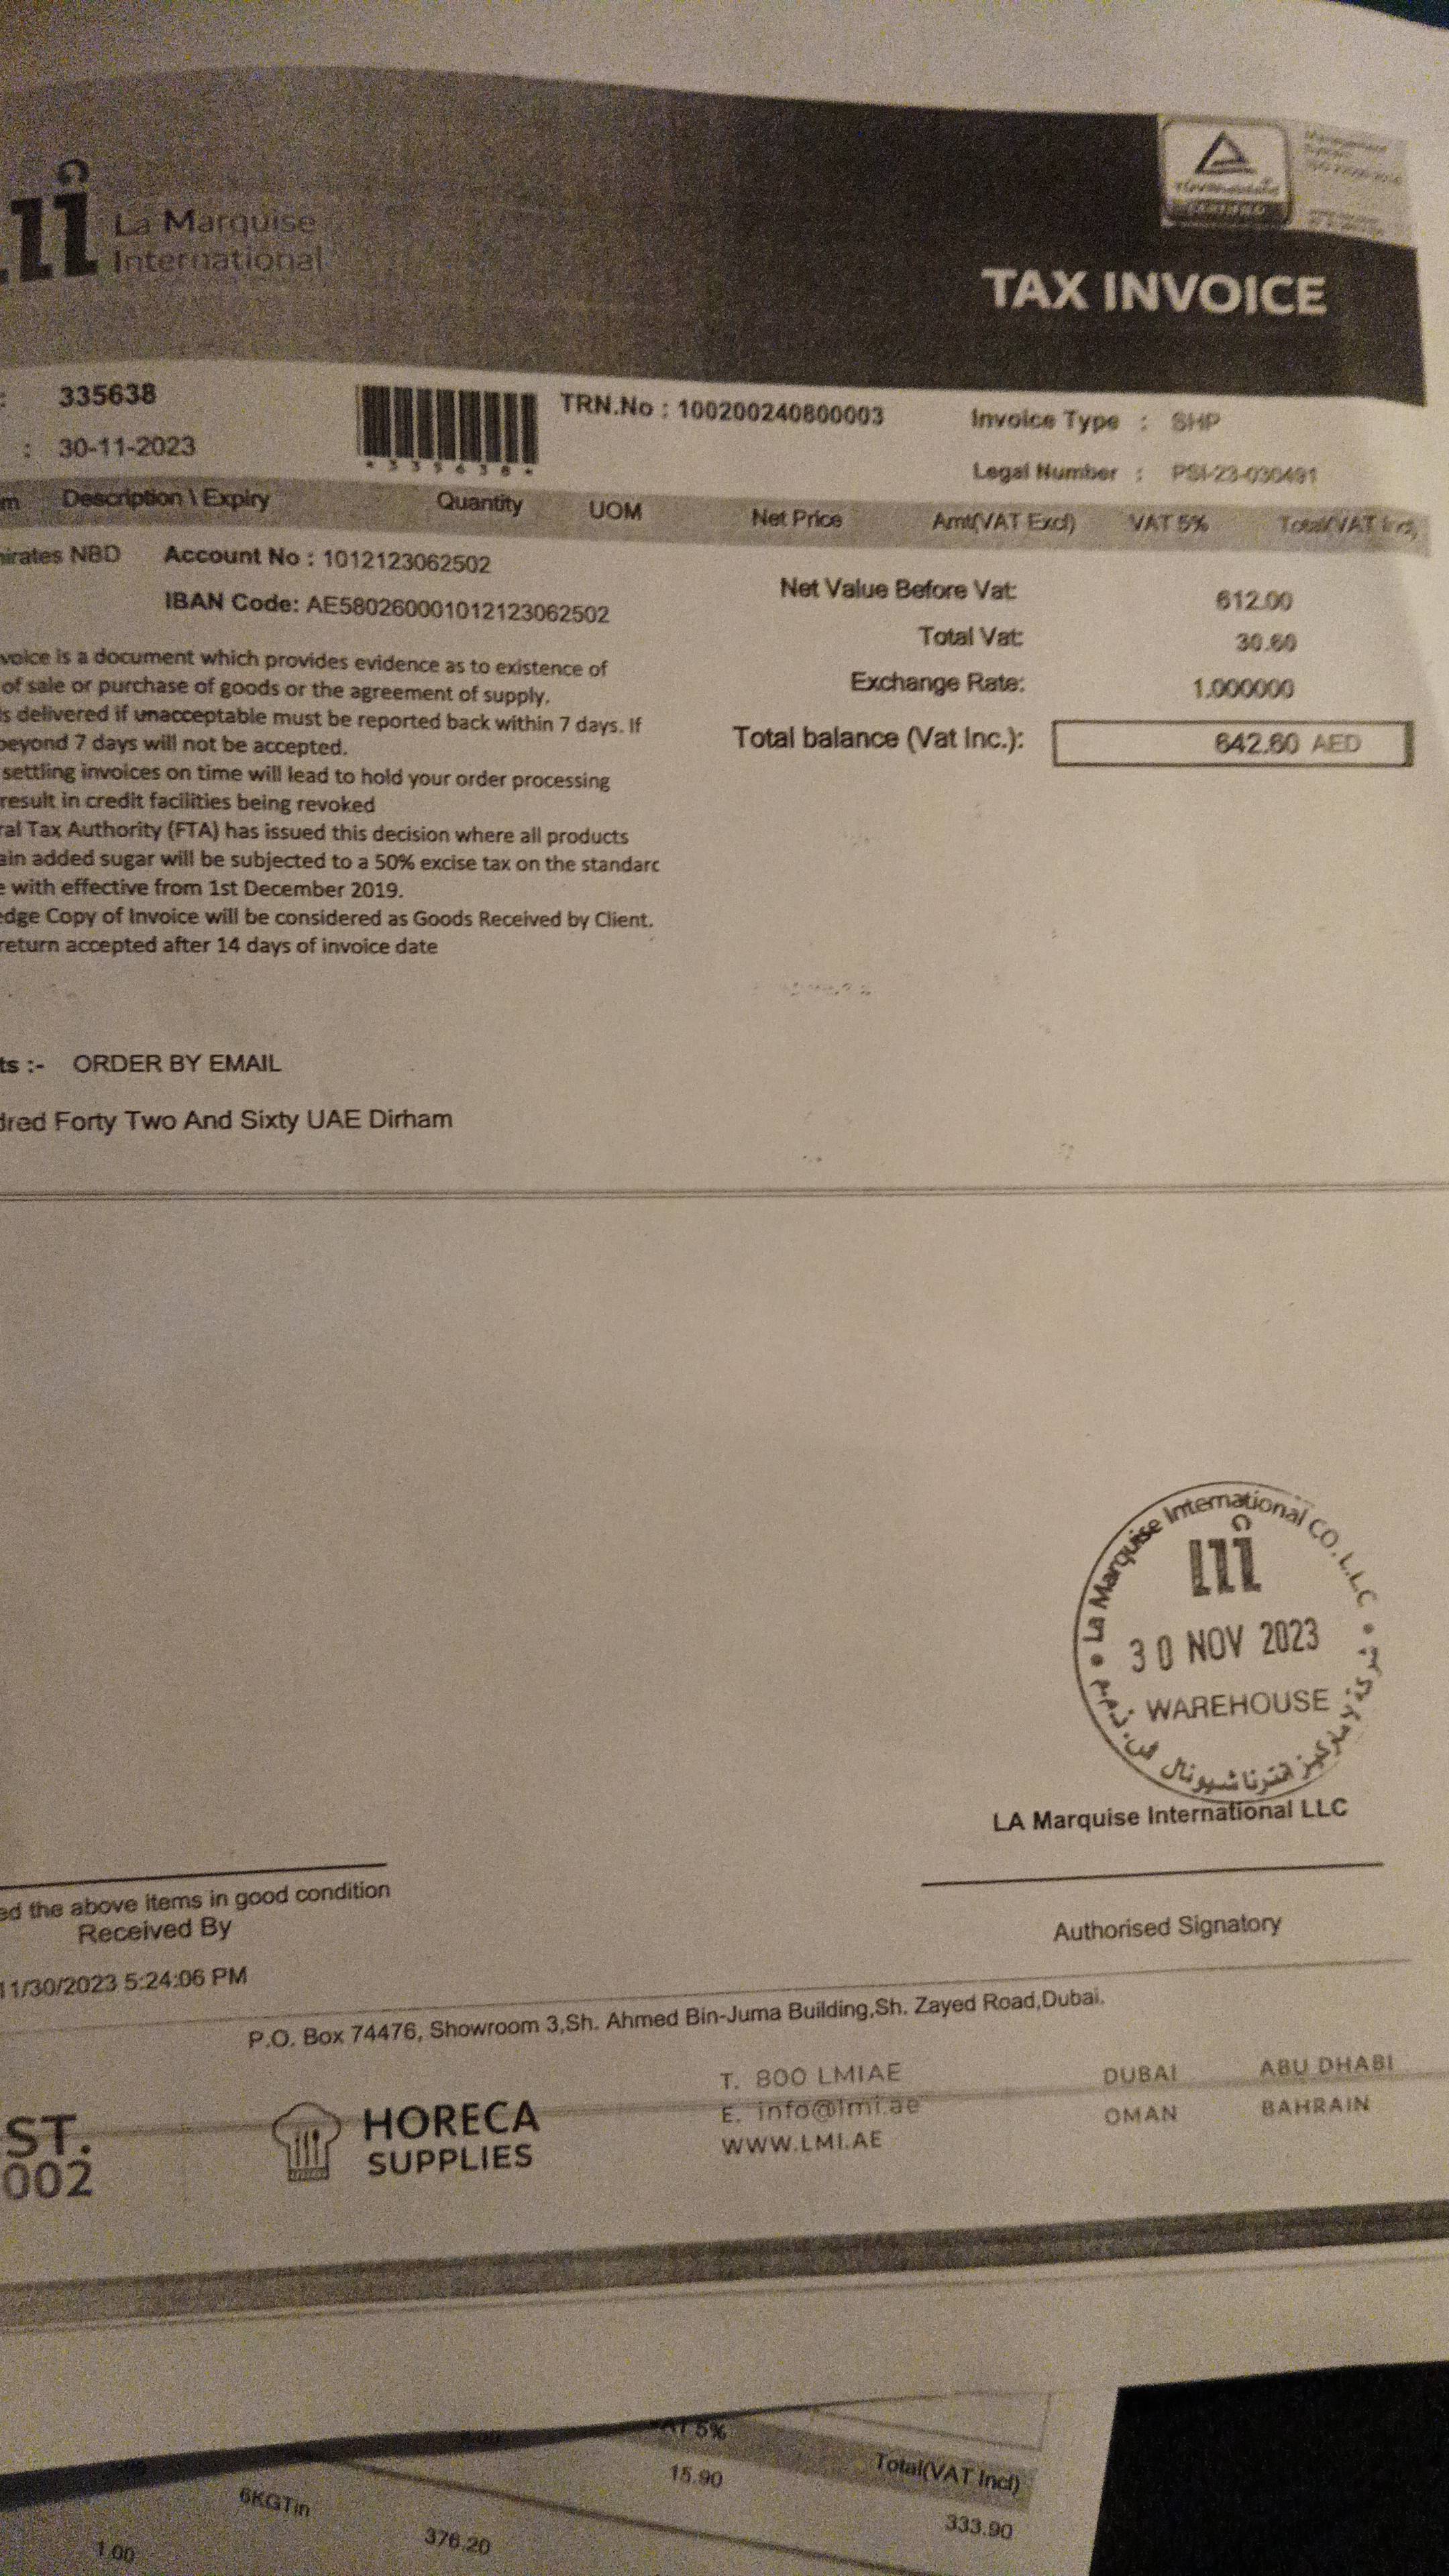 La Marquise
International
TAX INVOICE
: 335638
: 30-11-2023
*335638*
TRN.No : 100200240800003
Invoice Type : SHP
Legal Number : PSI-23-030491
Description \ Expiry Quantity UOM Net Price Amt(VAT Excl) VAT 5% Total(VAT Incl)
irates NBD Account No : 1012123062502
IBAN Code: AE580260001012123062502
Net Value Before Vat: 612.00
Total Vat: 30.60
Exchange Rate: 1.000000
Total balance (Vat Inc.): 642.60 AED
voice is a document which provides evidence as to existence of
of sale or purchase of goods or the agreement of supply.
s delivered if unacceptable must be reported back within 7 days. If
beyond 7 days will not be accepted.
settling invoices on time will lead to hold your order processing
result in credit facilities being revoked
ral Tax Authority (FTA) has issued this decision where all products
ain added sugar will be subjected to a 50% excise tax on the standarc
e with effective from 1st December 2019.
edge Copy of Invoice will be considered as Goods Received by Client.
return accepted after 14 days of invoice date
ts :- ORDER BY EMAIL
dred Forty Two And Sixty UAE Dirham
La Marquise International CO. L.L.C
30 NOV 2023
WAREHOUSE
شركة لاماركيز انترناشيونال ش.ذ.م.م
LA Marquise International LLC
ed the above items in good condition
Received By
Authorised Signatory
11/30/2023 5:24:06 PM
P.O. Box 74476, Showroom 3,Sh. Ahmed Bin-Juma Building,Sh. Zayed Road,Dubai.
ST.
002
HORECA
SUPPLIES
T. 800 LMIAE
E. info@lmi.ae
WWW.LMI.AE
DUBAI ABU DHABI
OMAN BAHRAIN
VAT 5% Total(VAT Incl)
15.90 333.90
6KGTin
1.00 376.20